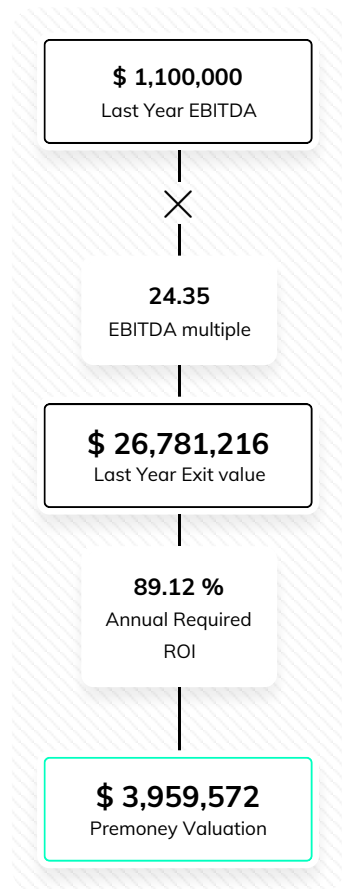 $ 1,100,000
Last Year EBITDA
24.35
EBITDA multiple
$ 26,781,216
Last Year Exit value
89.12 %
Annual Required
ROI
$ 3,959,572
Premoney Valuation